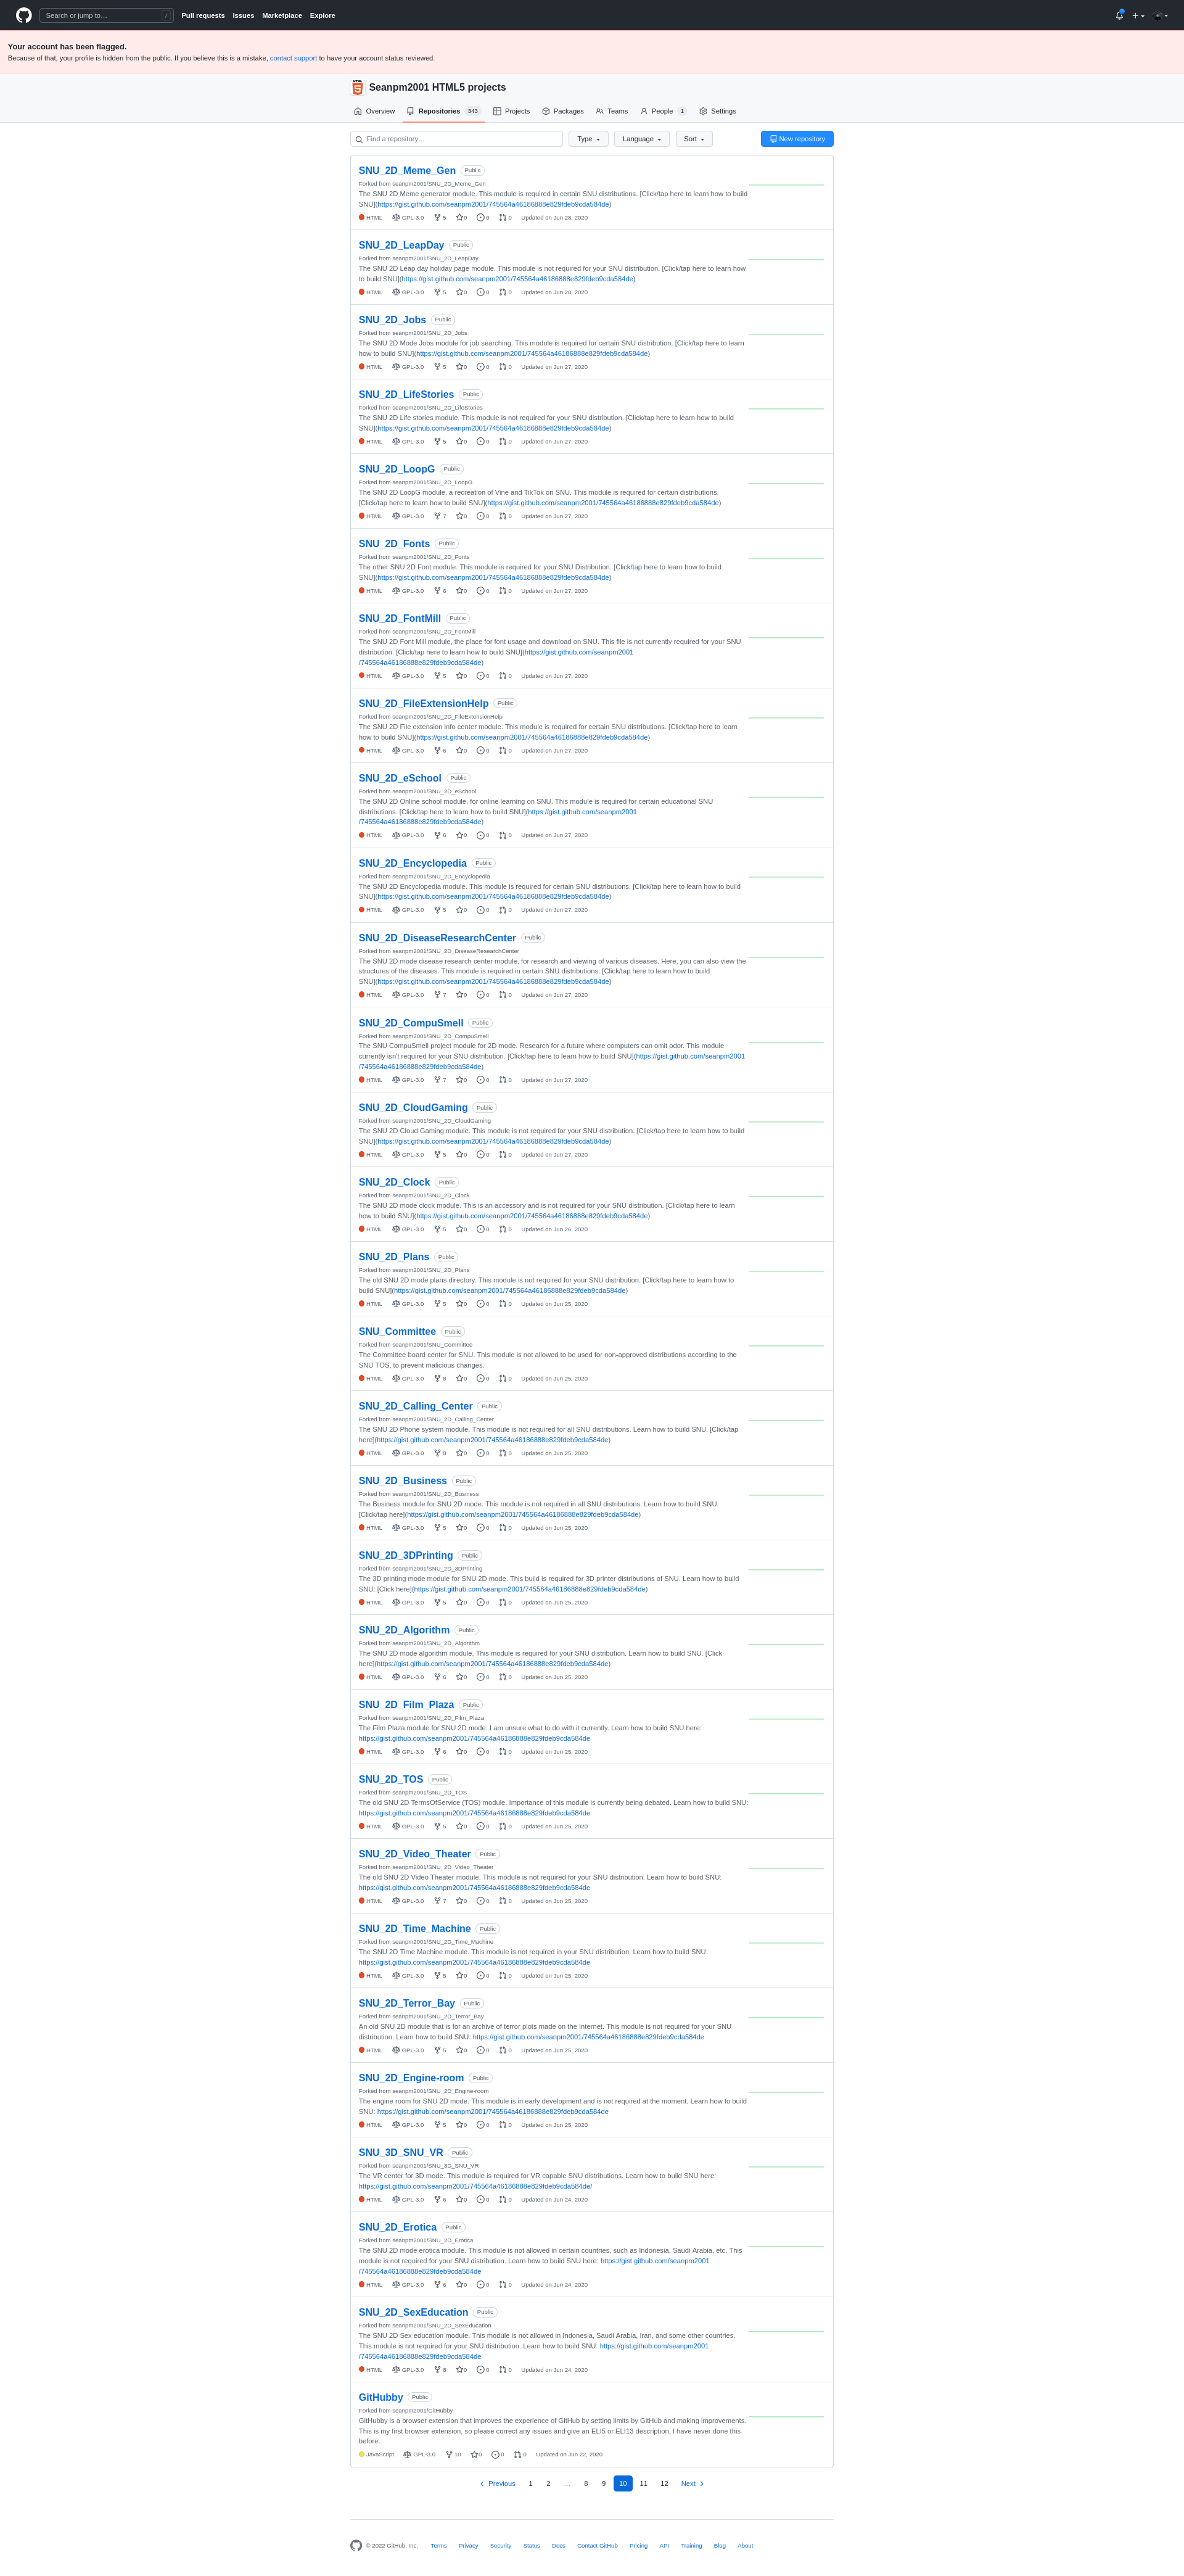 Search or jump to… /
Pull requests Issues Marketplace Explore
Your account has been flagged.
Because of that, your profile is hidden from the public. If you believe this is a mistake, contact support to have your account status reviewed.
Seanpm2001 HTML5 projects
Overview Repositories 343 Projects Packages Teams People 1 Settings
Find a repository… Type Language Sort New repository
SNU_2D_Meme_Gen Public
Forked from seanpm2001/SNU_2D_Meme_Gen
The SNU 2D Meme generator module. This module is required in certain SNU distributions. [Click/tap here to learn how to build
SNU](https://gist.github.com/seanpm2001/745564a46186888e829fdeb9cda584de)
HTML GPL-3.0 5 0 0 0 Updated on Jun 28, 2020
SNU_2D_LeapDay Public
Forked from seanpm2001/SNU_2D_LeapDay
The SNU 2D Leap day holiday page module. This module is not required for your SNU distribution. [Click/tap here to learn how
to build SNU](https://gist.github.com/seanpm2001/745564a46186888e829fdeb9cda584de)
HTML GPL-3.0 5 0 0 0 Updated on Jun 28, 2020
SNU_2D_Jobs Public
Forked from seanpm2001/SNU_2D_Jobs
The SNU 2D Mode Jobs module for job searching. This module is required for certain SNU distribution. [Click/tap here to learn
how to build SNU](https://gist.github.com/seanpm2001/745564a46186888e829fdeb9cda584de)
HTML GPL-3.0 5 0 0 0 Updated on Jun 27, 2020
SNU_2D_LifeStories Public
Forked from seanpm2001/SNU_2D_LifeStories
The SNU 2D Life stories module. This module is not required for your SNU distribution. [Click/tap here to learn how to build
SNU](https://gist.github.com/seanpm2001/745564a46186888e829fdeb9cda584de)
HTML GPL-3.0 5 0 0 0 Updated on Jun 27, 2020
SNU_2D_LoopG Public
Forked from seanpm2001/SNU_2D_LoopG
The SNU 2D LoopG module, a recreation of Vine and TikTok on SNU. This module is required for certain distributions.
[Click/tap here to learn how to build SNU](https://gist.github.com/seanpm2001/745564a46186888e829fdeb9cda584de)
HTML GPL-3.0 7 0 0 0 Updated on Jun 27, 2020
SNU_2D_Fonts Public
Forked from seanpm2001/SNU_2D_Fonts
The other SNU 2D Font module. This module is required for your SNU Distribution. [Click/tap here to learn how to build
SNU](https://gist.github.com/seanpm2001/745564a46186888e829fdeb9cda584de)
HTML GPL-3.0 6 0 0 0 Updated on Jun 27, 2020
SNU_2D_FontMill Public
Forked from seanpm2001/SNU_2D_FontMill
The SNU 2D Font Mill module, the place for font usage and download on SNU. This file is not currently required for your SNU
distribution. [Click/tap here to learn how to build SNU](https://gist.github.com/seanpm2001
/745564a46186888e829fdeb9cda584de)
HTML GPL-3.0 5 0 0 0 Updated on Jun 27, 2020
SNU_2D_FileExtensionHelp Public
Forked from seanpm2001/SNU_2D_FileExtensionHelp
The SNU 2D File extension info center module. This module is required for certain SNU distributions. [Click/tap here to learn
how to build SNU](https://gist.github.com/seanpm2001/745564a46186888e829fdeb9cda584de)
HTML GPL-3.0 6 0 0 0 Updated on Jun 27, 2020
SNU_2D_eSchool Public
Forked from seanpm2001/SNU_2D_eSchool
The SNU 2D Online school module, for online learning on SNU. This module is required for certain educational SNU
distributions. [Click/tap here to learn how to build SNU](https://gist.github.com/seanpm2001
/745564a46186888e829fdeb9cda584de)
HTML GPL-3.0 6 0 0 0 Updated on Jun 27, 2020
SNU_2D_Encyclopedia Public
Forked from seanpm2001/SNU_2D_Encyclopedia
The SNU 2D Encyclopedia module. This module is required for certain SNU distributions. [Click/tap here to learn how to build
SNU](https://gist.github.com/seanpm2001/745564a46186888e829fdeb9cda584de)
HTML GPL-3.0 5 0 0 0 Updated on Jun 27, 2020
SNU_2D_DiseaseResearchCenter Public
Forked from seanpm2001/SNU_2D_DiseaseResearchCenter
The SNU 2D mode disease research center module, for research and viewing of various diseases. Here, you can also view the
structures of the diseases. This module is required in certain SNU distributions. [Click/tap here to learn how to build
SNU](https://gist.github.com/seanpm2001/745564a46186888e829fdeb9cda584de)
HTML GPL-3.0 7 0 0 0 Updated on Jun 27, 2020
SNU_2D_CompuSmell Public
Forked from seanpm2001/SNU_2D_CompuSmell
The SNU CompuSmell project module for 2D mode. Research for a future where computers can omit odor. This module
currently isn't required for your SNU distribution. [Click/tap here to learn how to build SNU](https://gist.github.com/seanpm2001
/745564a46186888e829fdeb9cda584de)
HTML GPL-3.0 7 0 0 0 Updated on Jun 27, 2020
SNU_2D_CloudGaming Public
Forked from seanpm2001/SNU_2D_CloudGaming
The SNU 2D Cloud Gaming module. This module is not required for your SNU distribution. [Click/tap here to learn how to build
SNU](https://gist.github.com/seanpm2001/745564a46186888e829fdeb9cda584de)
HTML GPL-3.0 5 0 0 0 Updated on Jun 27, 2020
SNU_2D_Clock Public
Forked from seanpm2001/SNU_2D_Clock
The SNU 2D mode clock module. This is an accessory and is not required for your SNU distribution. [Click/tap here to learn
how to build SNU](https://gist.github.com/seanpm2001/745564a46186888e829fdeb9cda584de)
HTML GPL-3.0 5 0 0 0 Updated on Jun 26, 2020
SNU_2D_Plans Public
Forked from seanpm2001/SNU_2D_Plans
The old SNU 2D mode plans directory. This module is not required for your SNU distribution. [Click/tap here to learn how to
build SNU](https://gist.github.com/seanpm2001/745564a46186888e829fdeb9cda584de)
HTML GPL-3.0 5 0 0 0 Updated on Jun 25, 2020
SNU_Committee Public
Forked from seanpm2001/SNU_Committee
The Committee board center for SNU. This module is not allowed to be used for non-approved distributions according to the
SNU TOS, to prevent malicious changes.
HTML GPL-3.0 8 0 0 0 Updated on Jun 25, 2020
SNU_2D_Calling_Center Public
Forked from seanpm2001/SNU_2D_Calling_Center
The SNU 2D Phone system module. This module is not required for all SNU distributions. Learn how to build SNU. [Click/tap
here](https://gist.github.com/seanpm2001/745564a46186888e829fdeb9cda584de)
HTML GPL-3.0 8 0 0 0 Updated on Jun 25, 2020
SNU_2D_Business Public
Forked from seanpm2001/SNU_2D_Business
The Business module for SNU 2D mode. This module is not required in all SNU distributions. Learn how to build SNU.
[Click/tap here](https://gist.github.com/seanpm2001/745564a46186888e829fdeb9cda584de)
HTML GPL-3.0 5 0 0 0 Updated on Jun 25, 2020
SNU_2D_3DPrinting Public
Forked from seanpm2001/SNU_2D_3DPrinting
The 3D printing mode module for SNU 2D mode. This build is required for 3D printer distributions of SNU. Learn how to build
SNU: [Click here](https://gist.github.com/seanpm2001/745564a46186888e829fdeb9cda584de)
HTML GPL-3.0 5 0 0 0 Updated on Jun 25, 2020
SNU_2D_Algorithm Public
Forked from seanpm2001/SNU_2D_Algorithm
The SNU 2D mode algorithm module. This module is required for your SNU distribution. Learn how to build SNU. [Click
here](https://gist.github.com/seanpm2001/745564a46186888e829fdeb9cda584de)
HTML GPL-3.0 6 0 0 0 Updated on Jun 25, 2020
SNU_2D_Film_Plaza Public
Forked from seanpm2001/SNU_2D_Film_Plaza
The Film Plaza module for SNU 2D mode. I am unsure what to do with it currently. Learn how to build SNU here:
https://gist.github.com/seanpm2001/745564a46186888e829fdeb9cda584de
HTML GPL-3.0 6 0 0 0 Updated on Jun 25, 2020
SNU_2D_TOS Public
Forked from seanpm2001/SNU_2D_TOS
The old SNU 2D TermsOfService (TOS) module. Importance of this module is currently being debated. Learn how to build SNU:
https://gist.github.com/seanpm2001/745564a46186888e829fdeb9cda584de
HTML GPL-3.0 5 0 0 0 Updated on Jun 25, 2020
SNU_2D_Video_Theater Public
Forked from seanpm2001/SNU_2D_Video_Theater
The old SNU 2D Video Theater module. This module is not required for your SNU distribution. Learn how to build SNU:
https://gist.github.com/seanpm2001/745564a46186888e829fdeb9cda584de
HTML GPL-3.0 7 0 0 0 Updated on Jun 25, 2020
SNU_2D_Time_Machine Public
Forked from seanpm2001/SNU_2D_Time_Machine
The SNU 2D Time Machine module. This module is not required in your SNU distribution. Learn how to build SNU:
https://gist.github.com/seanpm2001/745564a46186888e829fdeb9cda584de
HTML GPL-3.0 5 0 0 0 Updated on Jun 25, 2020
SNU_2D_Terror_Bay Public
Forked from seanpm2001/SNU_2D_Terror_Bay
An old SNU 2D module that is for an archive of terror plots made on the Internet. This module is not required for your SNU
distribution. Learn how to build SNU: https://gist.github.com/seanpm2001/745564a46186888e829fdeb9cda584de
HTML GPL-3.0 5 0 0 0 Updated on Jun 25, 2020
SNU_2D_Engine-room Public
Forked from seanpm2001/SNU_2D_Engine-room
The engine room for SNU 2D mode. This module is in early development and is not required at the moment. Learn how to build
SNU: https://gist.github.com/seanpm2001/745564a46186888e829fdeb9cda584de
HTML GPL-3.0 5 0 0 0 Updated on Jun 25, 2020
SNU_3D_SNU_VR Public
Forked from seanpm2001/SNU_3D_SNU_VR
The VR center for 3D mode. This module is required for VR capable SNU distributions. Learn how to build SNU here:
https://gist.github.com/seanpm2001/745564a46186888e829fdeb9cda584de/
HTML GPL-3.0 6 0 0 0 Updated on Jun 24, 2020
SNU_2D_Erotica Public
Forked from seanpm2001/SNU_2D_Erotica
The SNU 2D mode erotica module. This module is not allowed in certain countries, such as Indonesia, Saudi Arabia, etc. This
module is not required for your SNU distribution. Learn how to build SNU here: https://gist.github.com/seanpm2001
/745564a46186888e829fdeb9cda584de
HTML GPL-3.0 6 0 0 0 Updated on Jun 24, 2020
SNU_2D_SexEducation Public
Forked from seanpm2001/SNU_2D_SexEducation
The SNU 2D Sex education module. This module is not allowed in Indonesia, Saudi Arabia, Iran, and some other countries.
This module is not required for your SNU distribution. Learn how to build SNU: https://gist.github.com/seanpm2001
/745564a46186888e829fdeb9cda584de
HTML GPL-3.0 8 0 0 0 Updated on Jun 24, 2020
GitHubby Public
Forked from seanpm2001/GitHubby
GitHubby is a browser extension that improves the experience of GitHub by setting limits by GitHub and making improvements.
This is my first browser extension, so please correct any issues and give an ELI5 or ELI13 description, I have never done this
before.
JavaScript GPL-3.0 10 0 0 0 Updated on Jun 22, 2020
Previous 1 2 … 8 9 10 11 12 Next
© 2022 GitHub, Inc. Terms Privacy Security Status Docs Contact GitHub Pricing API Training Blog About